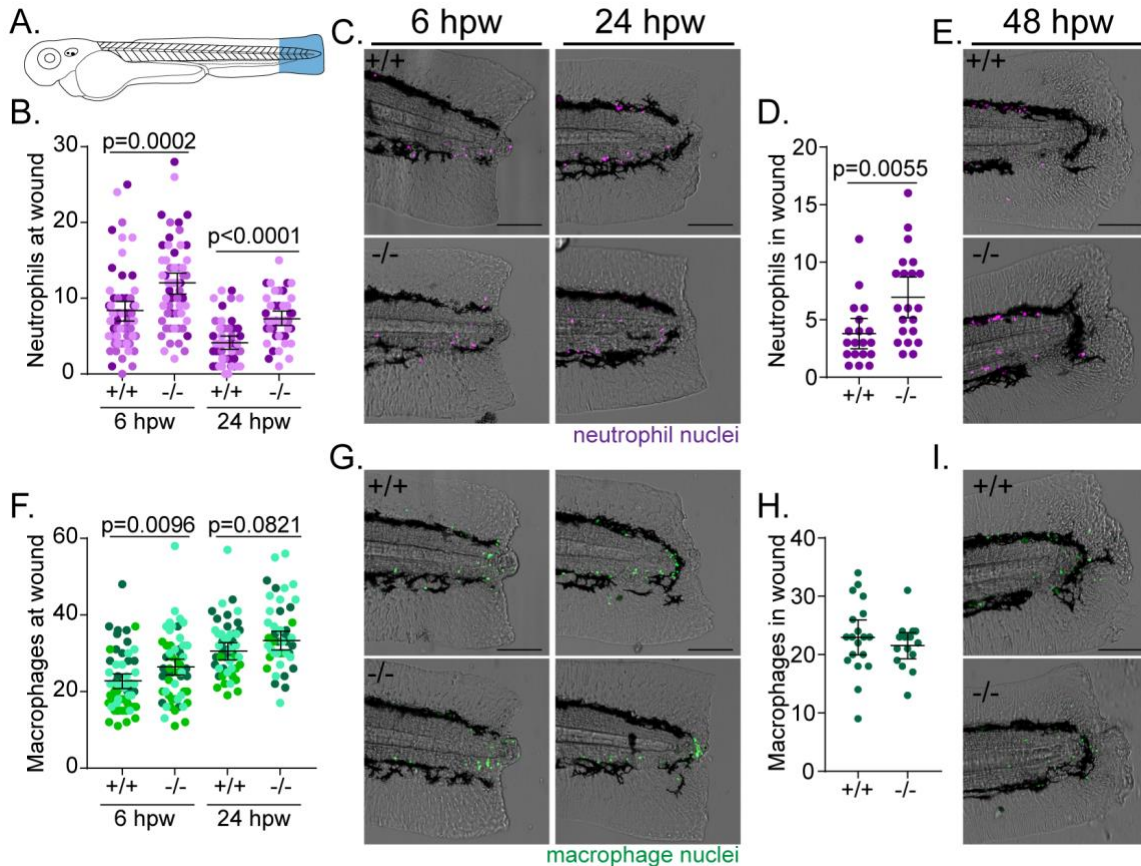 A.
B.
Neutrophils at wound
30
20
10
0
p=0.0002
p<0.0001
+/+
-/-
+/+
-/-
6 hpw
24 hpw
C.
6 hpw
24 hpw
+/+
-/-
neutrophil nuclei
D.
Neutrophils in wound
20
15
10
5
0
p=0.0055
+/+
-/-
E.
48 hpw
+/+
-/-
F.
Macrophages at wound
60
40
20
0
p=0.0096
p=0.0821
+/+
-/-
+/+
-/-
6 hpw
24 hpw
G.
+/+
-/-
macrophage nuclei
H.
Macrophages in wound
40
30
20
10
0
+/+
-/-
I.
+/+
-/-